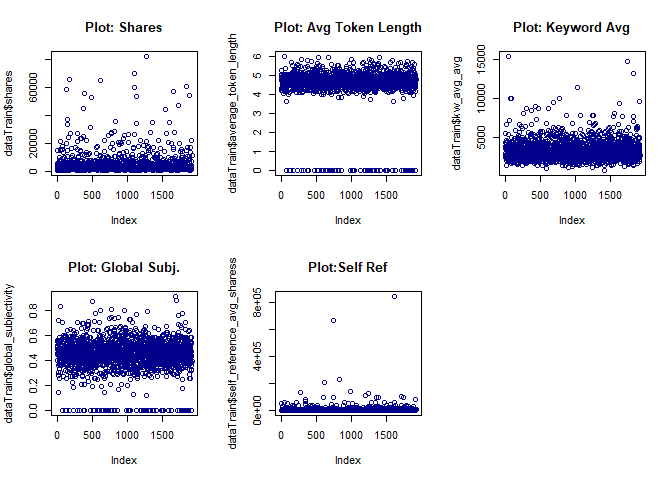 Plot: Shares
dataTrain$shares
0
20000
60000
0
500
1000
1500
Index
Plot: Avg Token Length
dataTrain$average_token_length
0
1
2
3
4
5
6
0
500
1000
1500
Index
Plot: Keyword Avg
dataTrain$kw_avg_avg
5000
10000
15000
0
500
1000
1500
Index
Plot: Global Subj.
dataTrain$global_subjectivity
0.0
0.2
0.4
0.6
0.8
0
500
1000
1500
Index
Plot:Self Ref
dataTrain$self_reference_avg_sharess
0e+00
4e+05
8e+05
0
500
1000
1500
Index